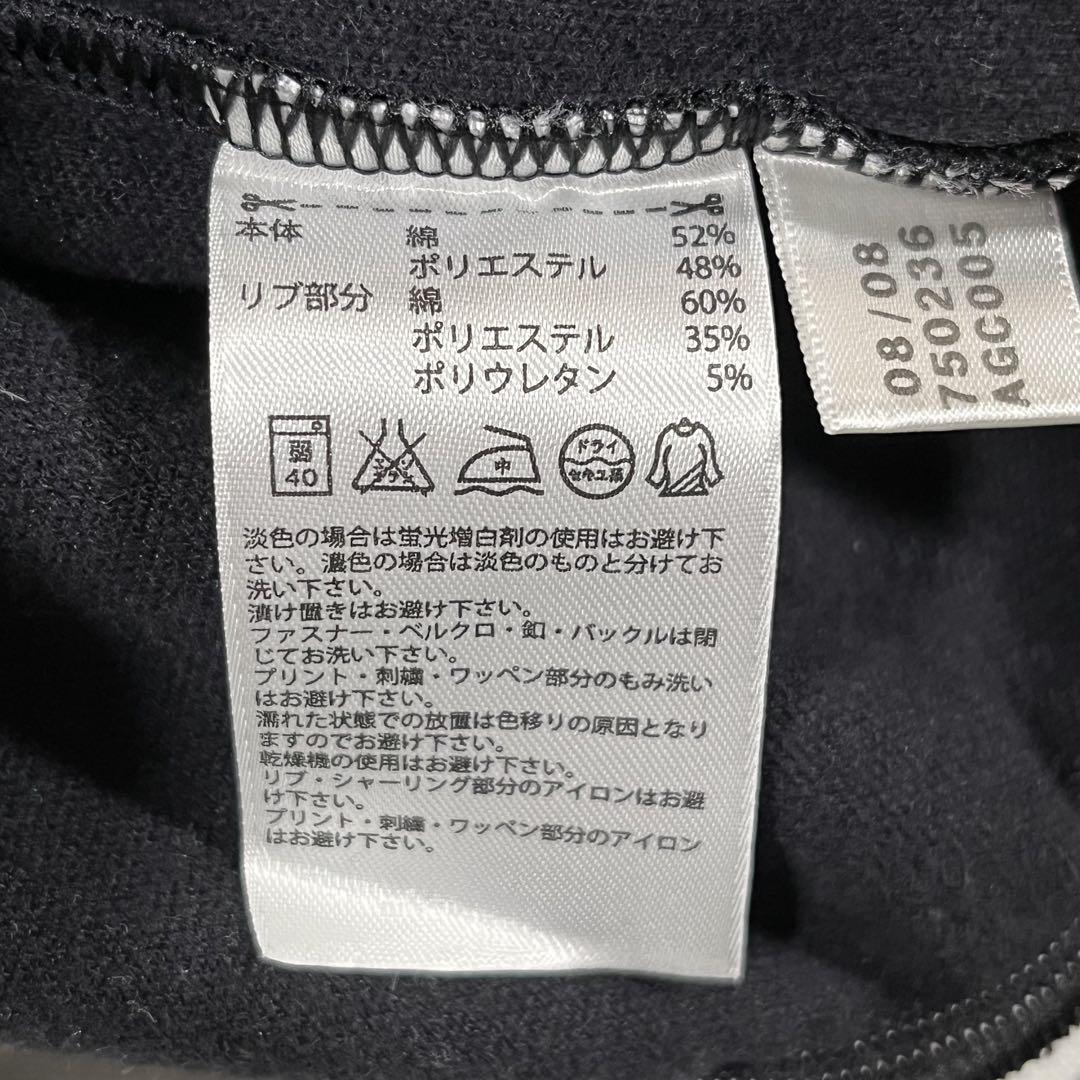 本体 綿 52%
ポリエステル 48%
リブ部分 綿 60%
ポリエステル 35%
ポリウレタン 5%
弱
40
中
ドライ
淡色の場合は蛍光増白剤の使用はお避け下
さい。濃色の場合は淡色のものと分けてお
洗い下さい。
漬け置きはお避け下さい。
ファスナー・ベルクロ・釦・バックルは閉
じてお洗い下さい。
プリント・刺繍・ワッペン部分のもみ洗い
はお避け下さい。
濡れた状態での放置は色移りの原因となり
ますのでお避け下さい。
乾燥機の使用はお避け下さい。
リブ・シャーリング部分のアイロンはお避
け下さい。
プリント・刺繍・ワッペン部分のアイロン
はお避け下さい。
08/08
750236
AGC005